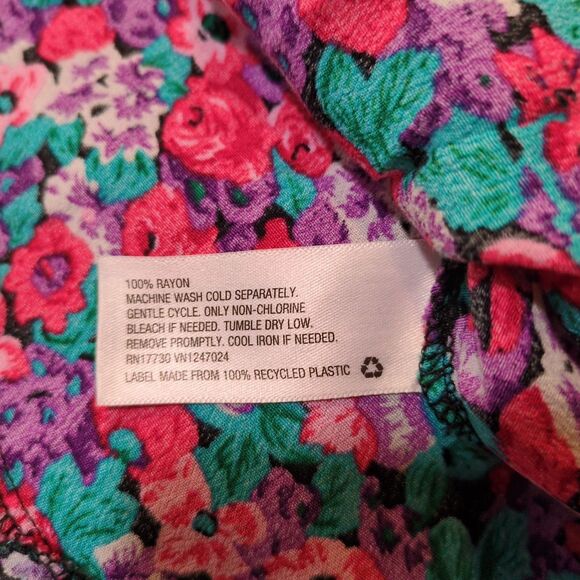 100% RAYON
MACHINE WASH COLD SEPARATELY.
GENTLE CYCLE. ONLY NON-CHLORINE
BLEACH IF NEEDED. TUMBLE DRY LOW.
REMOVE PROMPTLY. COOL IRON IF NEEDED.
RN17730 VN1247024
LABEL MADE FROM 100% RECYCLED PLASTIC